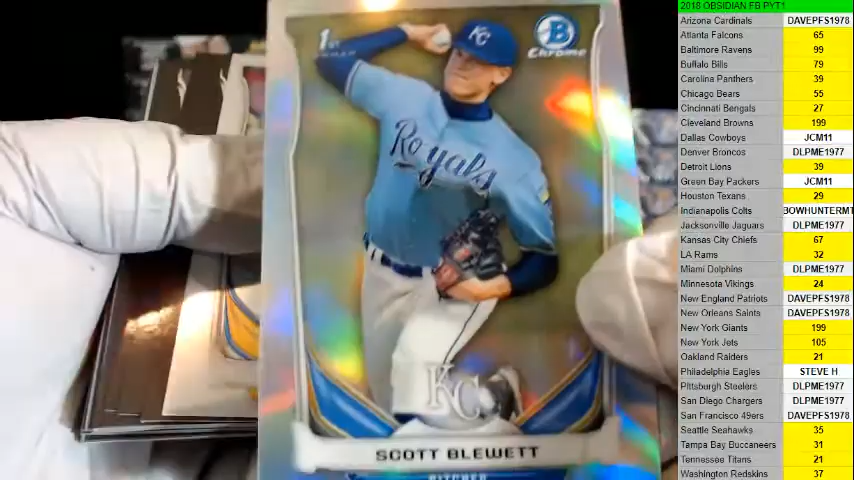 1st
B
Chrome
KC
Royals
KC
SCOTT BLEWETT
PITCHER
2018 OBSIDIAN FB PYT1
Arizona Cardinals DAVEPFS1978
Atlanta Falcons 65
Baltimore Ravens 99
Buffalo Bills 79
Carolina Panthers 39
Chicago Bears 55
Cincinnati Bengals 27
Cleveland Browns 199
Dallas Cowboys JCM11
Denver Broncos DLPME1977
Detroit Lions 39
Green Bay Packers JCM11
Houston Texans 29
Indianapolis Colts BOWHUNTERMT
Jacksonville Jaguars DLPME1977
Kansas City Chiefs 67
LA Rams 32
Miami Dolphins DLPME1977
Minnesota Vikings 24
New England Patriots DAVEPFS1978
New Orleans Saints DAVEPFS1978
New York Giants 199
New York Jets 105
Oakland Raiders 21
Philadelphia Eagles STEVE H
Pittsburgh Steelers DLPME1977
San Diego Chargers DLPME1977
San Francisco 49ers DAVEPFS1978
Seattle Seahawks 35
Tampa Bay Buccaneers 31
Tennessee Titans 21
Washington Redskins 37